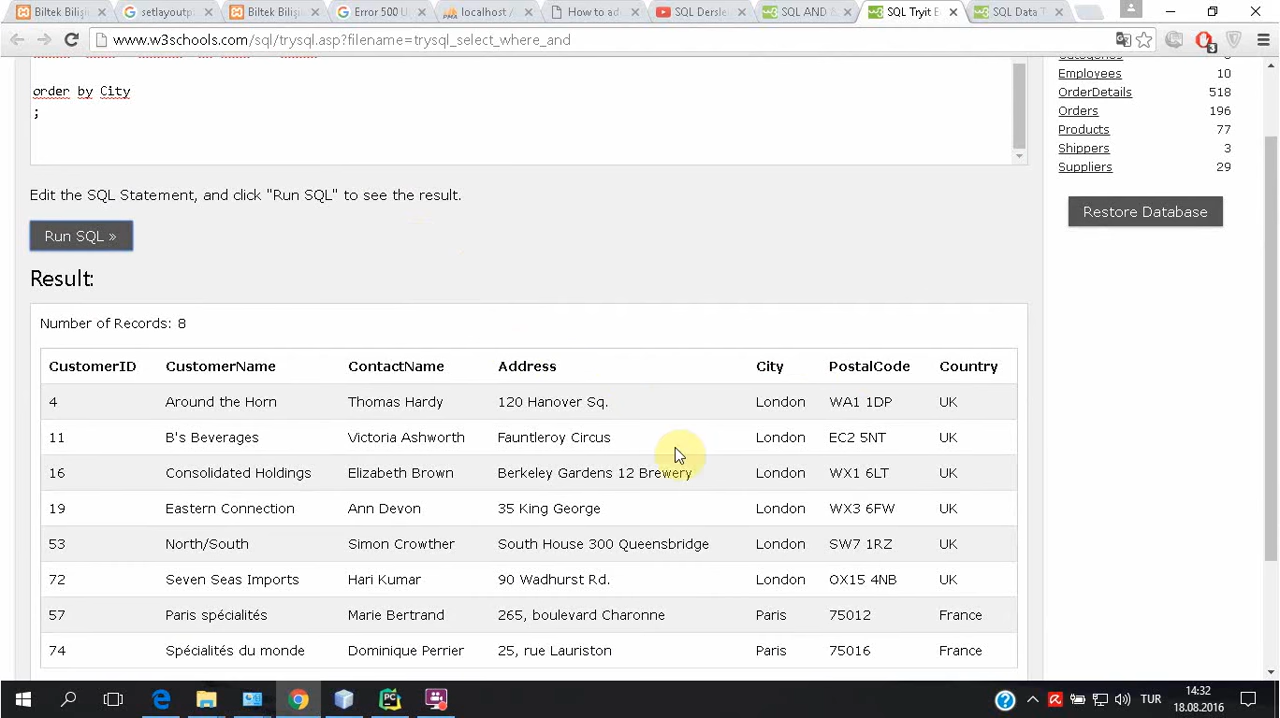 Biltek Bilişi
setlayoutp
Biltek Bilişi
Error 500 U
localhost /
How to ad
SQL Ders
SQL AND
SQL Tryit E
SQL Data T
www.w3schools.com/sql/trysql.asp?filename=trysql_select_where_and
3
order by City
;
Employees 10
OrderDetails 518
Orders 196
Products 77
Shippers 3
Suppliers 29
Restore Database
Edit the SQL Statement, and click "Run SQL" to see the result.
Run SQL »
Result:
Number of Records: 8
CustomerID CustomerName ContactName Address City PostalCode Country
4 Around the Horn Thomas Hardy 120 Hanover Sq. London WA1 1DP UK
11 B's Beverages Victoria Ashworth Fauntleroy Circus London EC2 5NT UK
16 Consolidated Holdings Elizabeth Brown Berkeley Gardens 12 Brewery London WX1 6LT UK
19 Eastern Connection Ann Devon 35 King George London WX3 6FW UK
53 North/South Simon Crowther South House 300 Queensbridge London SW7 1RZ UK
72 Seven Seas Imports Hari Kumar 90 Wadhurst Rd. London OX15 4NB UK
57 Paris spécialités Marie Bertrand 265, boulevard Charonne Paris 75012 France
74 Spécialités du monde Dominique Perrier 25, rue Lauriston Paris 75016 France
TUR
14:32
18.08.2016